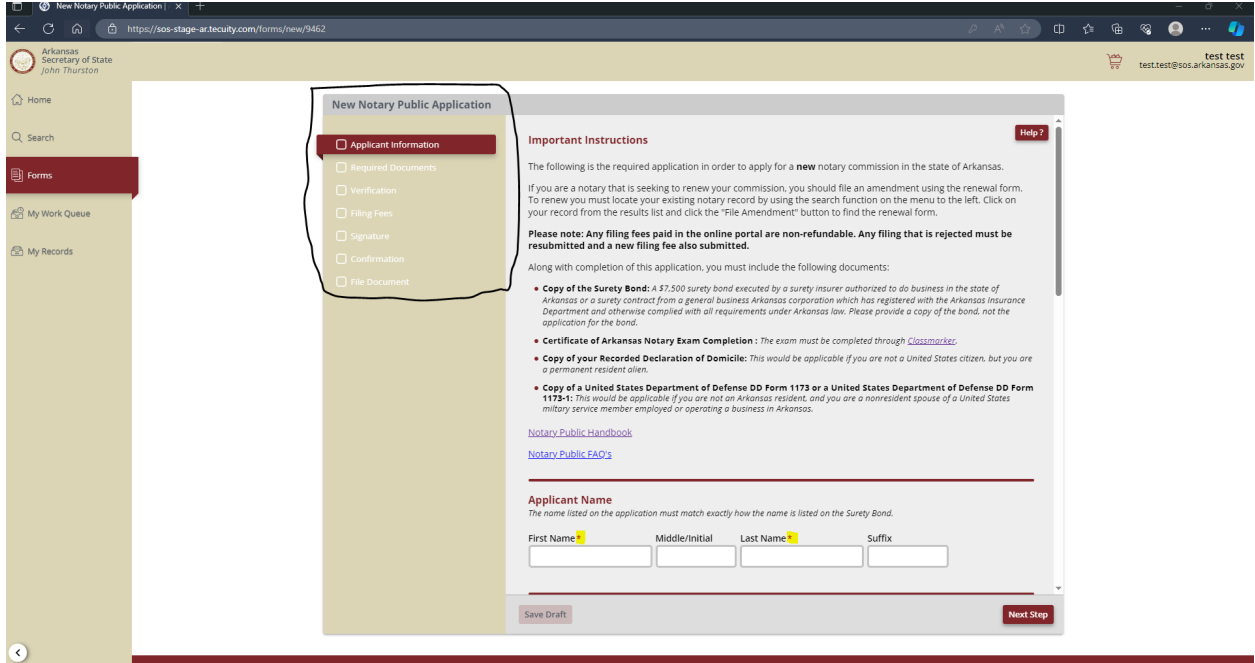 New Notary Public Application |
https://sos-stage-ar.tecuity.com/forms/new/9462
Arkansas
Secretary of State
John Thurston
test test
test.test@sos.arkansas.gov
Home
Search
Forms
My Work Queue
My Records
New Notary Public Application
Applicant Information
Required Documents
Verification
Filing Fees
Signature
Confirmation
File Document
Help ?
Important Instructions
The following is the required application in order to apply for a new notary commission in the state of Arkansas.
If you are a notary that is seeking to renew your commission, you should file an amendment using the renewal form.
To renew you must locate your existing notary record by using the search function on the menu to the left. Click on
your record from the results list and click the "File Amendment" button to find the renewal form.
Please note: Any filing fees paid in the online portal are non-refundable. Any filing that is rejected must be
resubmitted and a new filing fee also submitted.
Along with completion of this application, you must include the following documents:
• Copy of the Surety Bond: A $7,500 surety bond executed by a surety insurer authorized to do business in the state of
Arkansas or a surety contract from a general business Arkansas corporation which has registered with the Arkansas Insurance
Department and otherwise complied with all requirements under Arkansas law. Please provide a copy of the bond, not the
application for the bond.
• Certificate of Arkansas Notary Exam Completion : The exam must be completed through Classmarker.
• Copy of your Recorded Declaration of Domicile: This would be applicable if you are not a United States citizen, but you are
a permanent resident alien.
• Copy of a United States Department of Defense DD Form 1173 or a United States Department of Defense DD Form
1173-1: This would be applicable if you are not an Arkansas resident, and you are a nonresident spouse of a United States
miltary service member employed or operating a business in Arkansas.
Notary Public Handbook
Notary Public FAQ's
Applicant Name
The name listed on the application must match exactly how the name is listed on the Surety Bond.
First Name* Middle/Initial Last Name* Suffix
Save Draft Next Step